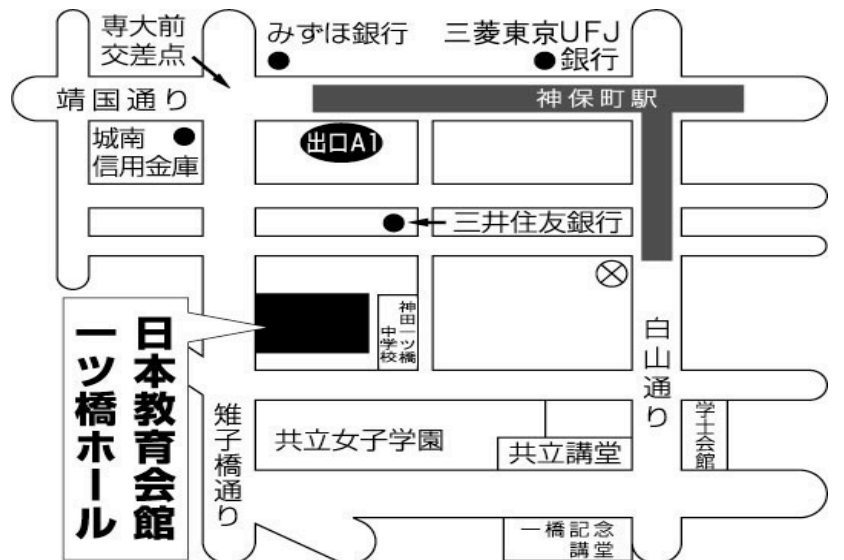 専大前
交差点
みずほ銀行
三菱東京UFJ
銀行
靖国通り
神保町駅
城南
信用金庫
出口A1
三井住友銀行
神田一ツ橋
中学校
日本教育会館
一ツ橋ホール
白山通り
雉子橋通り
共立女子学園
共立講堂
学士会館
一橋記念
講堂